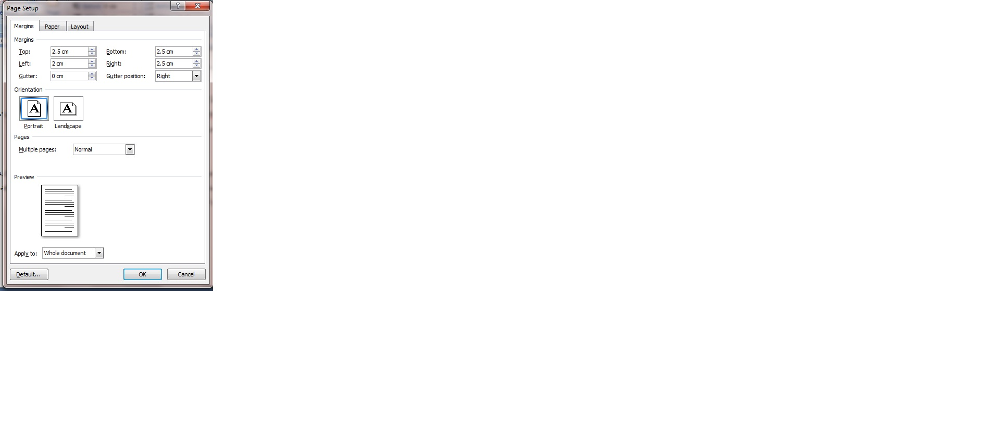 Page Setup
Margins Paper Layout
Margins
Top: 2.5 cm Bottom: 2.5 cm
Left: 2 cm Right: 2.5 cm
Gutter: 0 cm Gutter position: Right
Orientation
A A
Portrait Landscape
Pages
Multiple pages: Normal
Preview
Apply to: Whole document
Default... OK Cancel